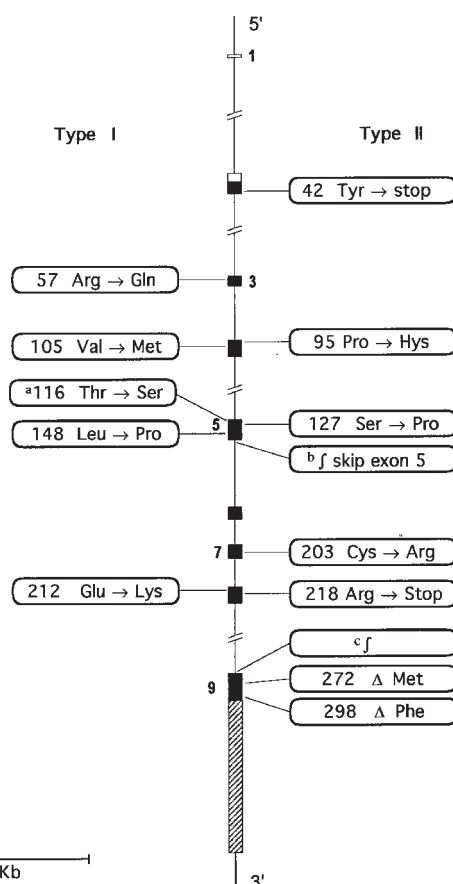 5'
1
Type I
Type II
42 Tyr → stop
57 Arg → Gln
3
105 Val → Met
95 Pro → Hys
ᵃ116 Thr → Ser
5
127 Ser → Pro
148 Leu → Pro
ᵇ ʃ skip exon 5
7
203 Cys → Arg
212 Glu → Lys
218 Arg → Stop
ᶜ ʃ
9
272 Δ Met
298 Δ Phe
Kb
3'